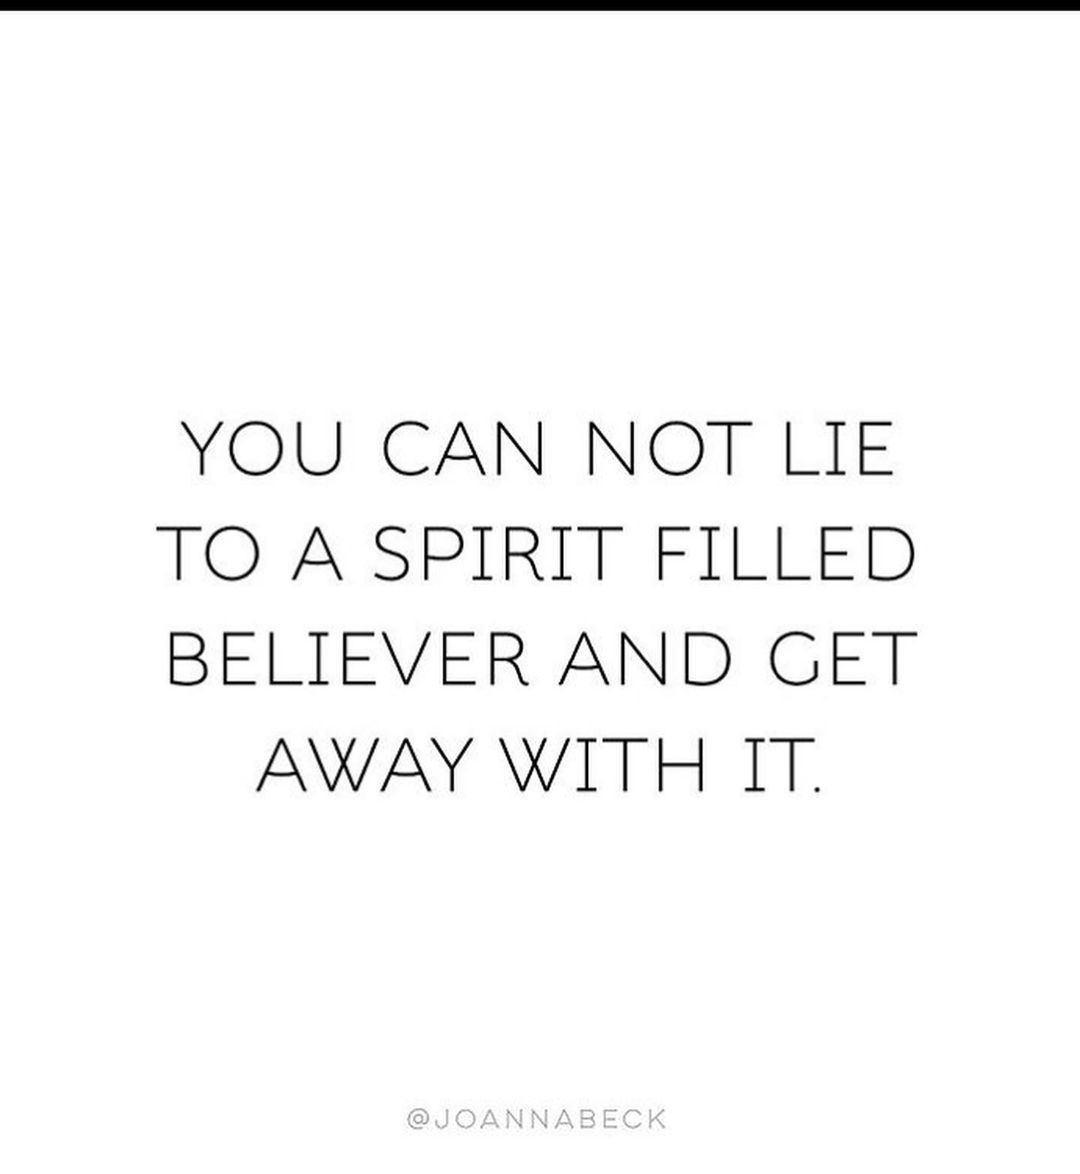 YOU CAN NOT LIE
TO A SPIRIT FILLED
BELIEVER AND GET
AWAY WITH IT.
@JOANNABECK